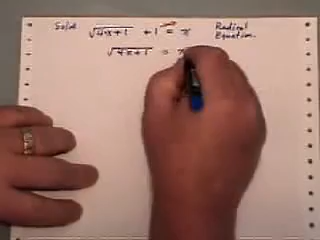 Solve √(4x+1) + 1 = x Radical
Equation.
√(4x+1) = x